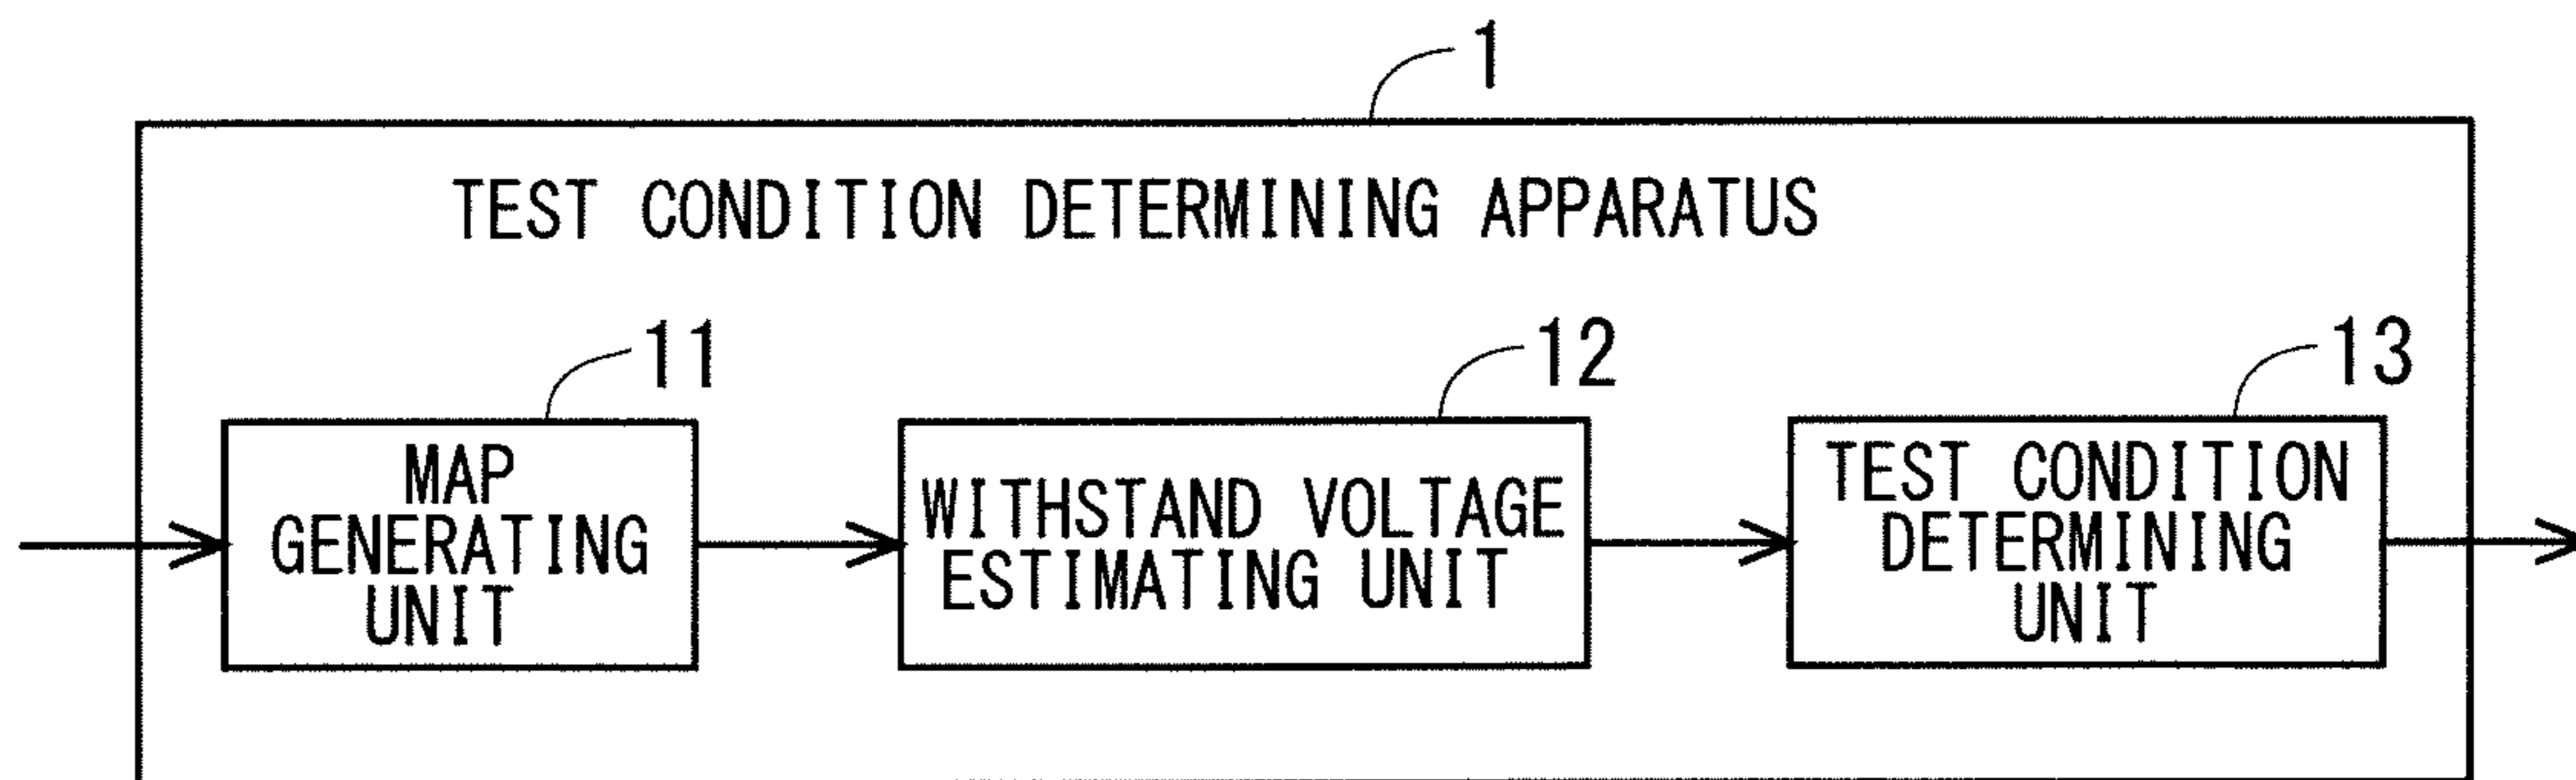 1
TEST CONDITION DETERMINING APPARATUS
11
12
13
MAP
GENERATING
UNIT
WITHSTAND VOLTAGE
ESTIMATING UNIT
TEST CONDITION
DETERMINING
UNIT